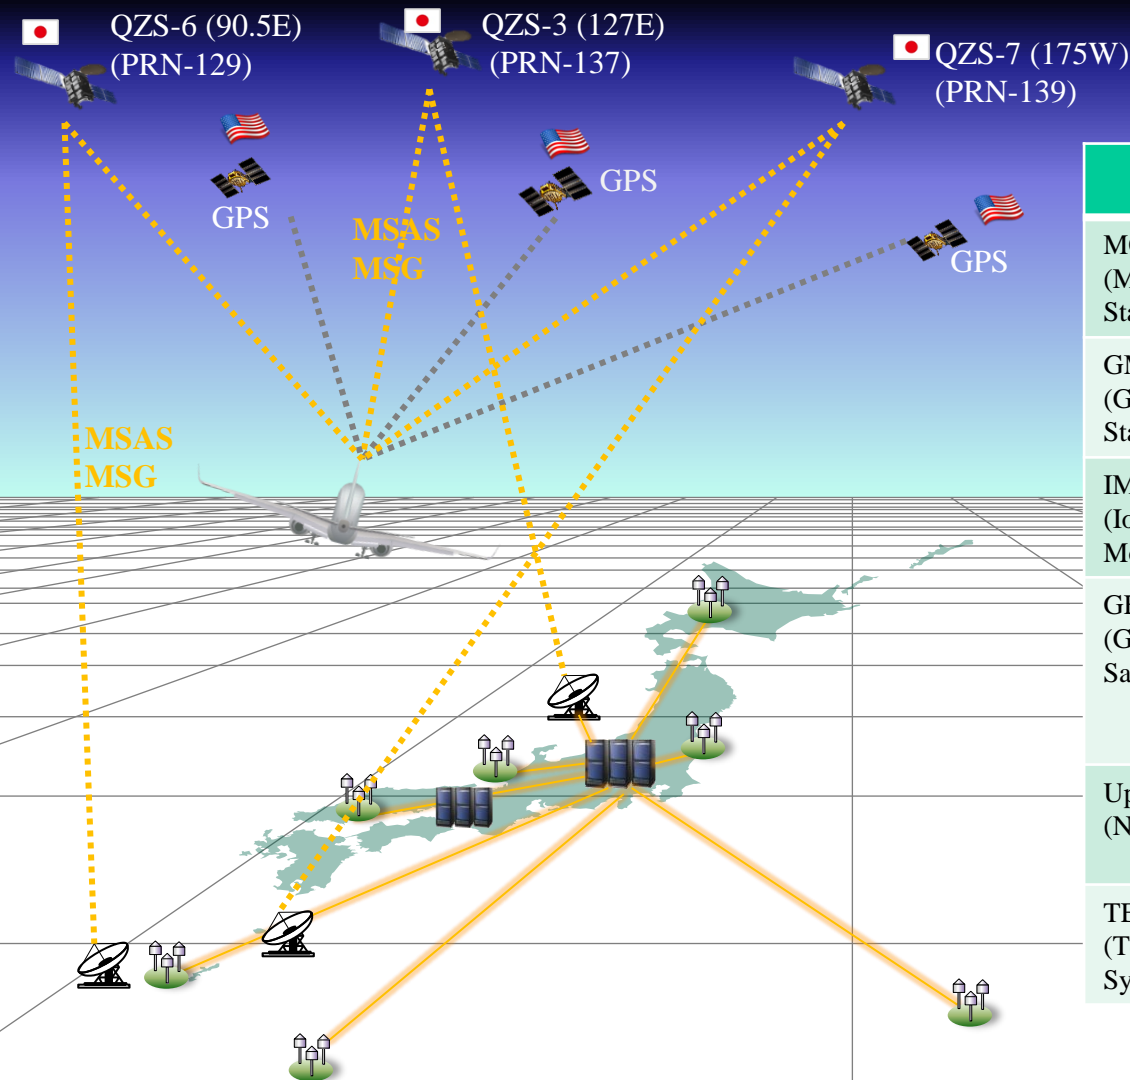 QZS-6 (90.5E)
(PRN-129)
QZS-3 (127E)
(PRN-137)
QZS-7 (175W)
(PRN-139)
GPS
GPS
GPS
MSAS
MSG
MSAS
MSG
(M
(G
(Io
(G
(N
(T